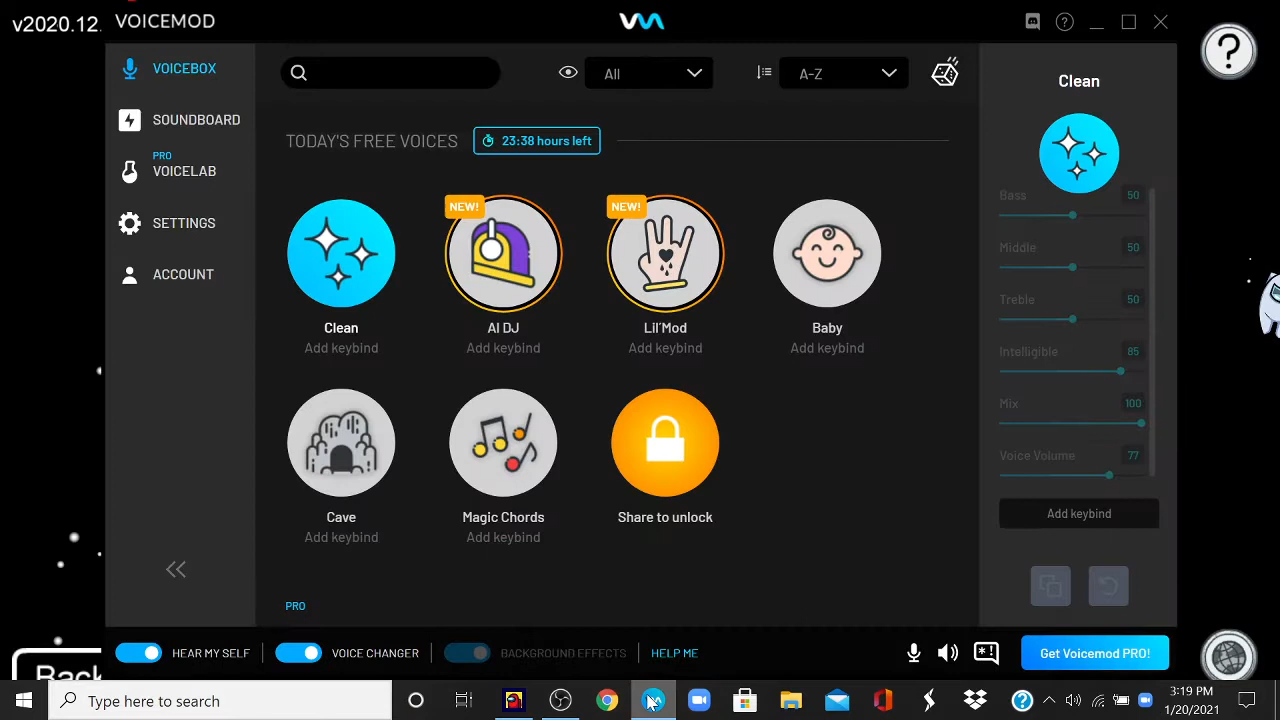 v2020.12.
VOICEMOD
VOICEBOX
SOUNDBOARD
PRO
VOICELAB
SETTINGS
ACCOUNT
All
A-Z
TODAY'S FREE VOICES
23:38 hours left
NEW!
NEW!
Clean
AI DJ
Lil'Mod
Baby
Add keybind
Add keybind
Add keybind
Add keybind
Cave
Magic Chords
Share to unlock
Add keybind
Add keybind
PRO
Clean
Bass 50
Middle 50
Treble 50
Intelligible 85
Mix 100
Voice Volume 77
Add keybind
HEAR MY SELF
VOICE CHANGER
BACKGROUND EFFECTS
HELP ME
Get Voicemod PRO!
Back
Type here to search
3:19 PM
1/20/2021